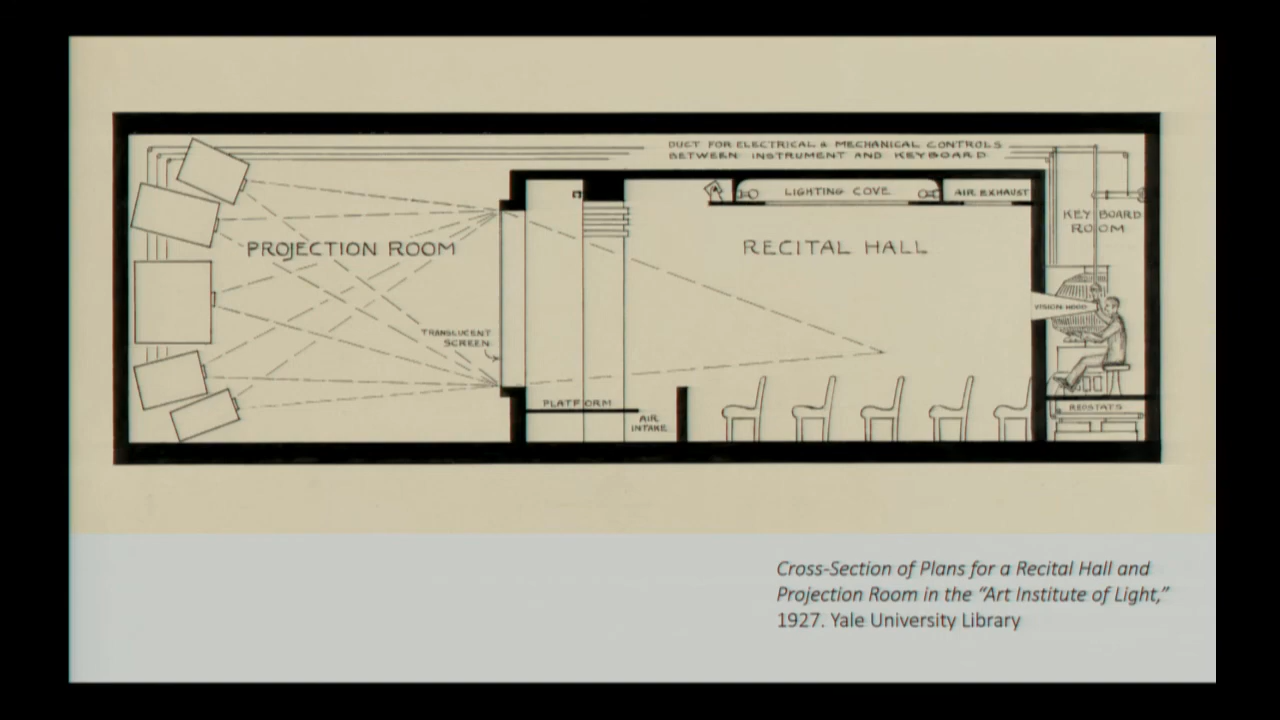 DUCT FOR ELECTRICAL & MECHANICAL CONTROLS
BETWEEN INSTRUMENT AND KEYBOARD
LIGHTING COVE
AIR EXHAUST
KEY BOARD
ROOM
PROJECTION ROOM
RECITAL HALL
VISION HOOD
TRANSLUCENT
SCREEN
PLATFORM
AIR
INTAKE
REOSTATS
Cross-Section of Plans for a Recital Hall and
Projection Room in the “Art Institute of Light,”
1927. Yale University Library